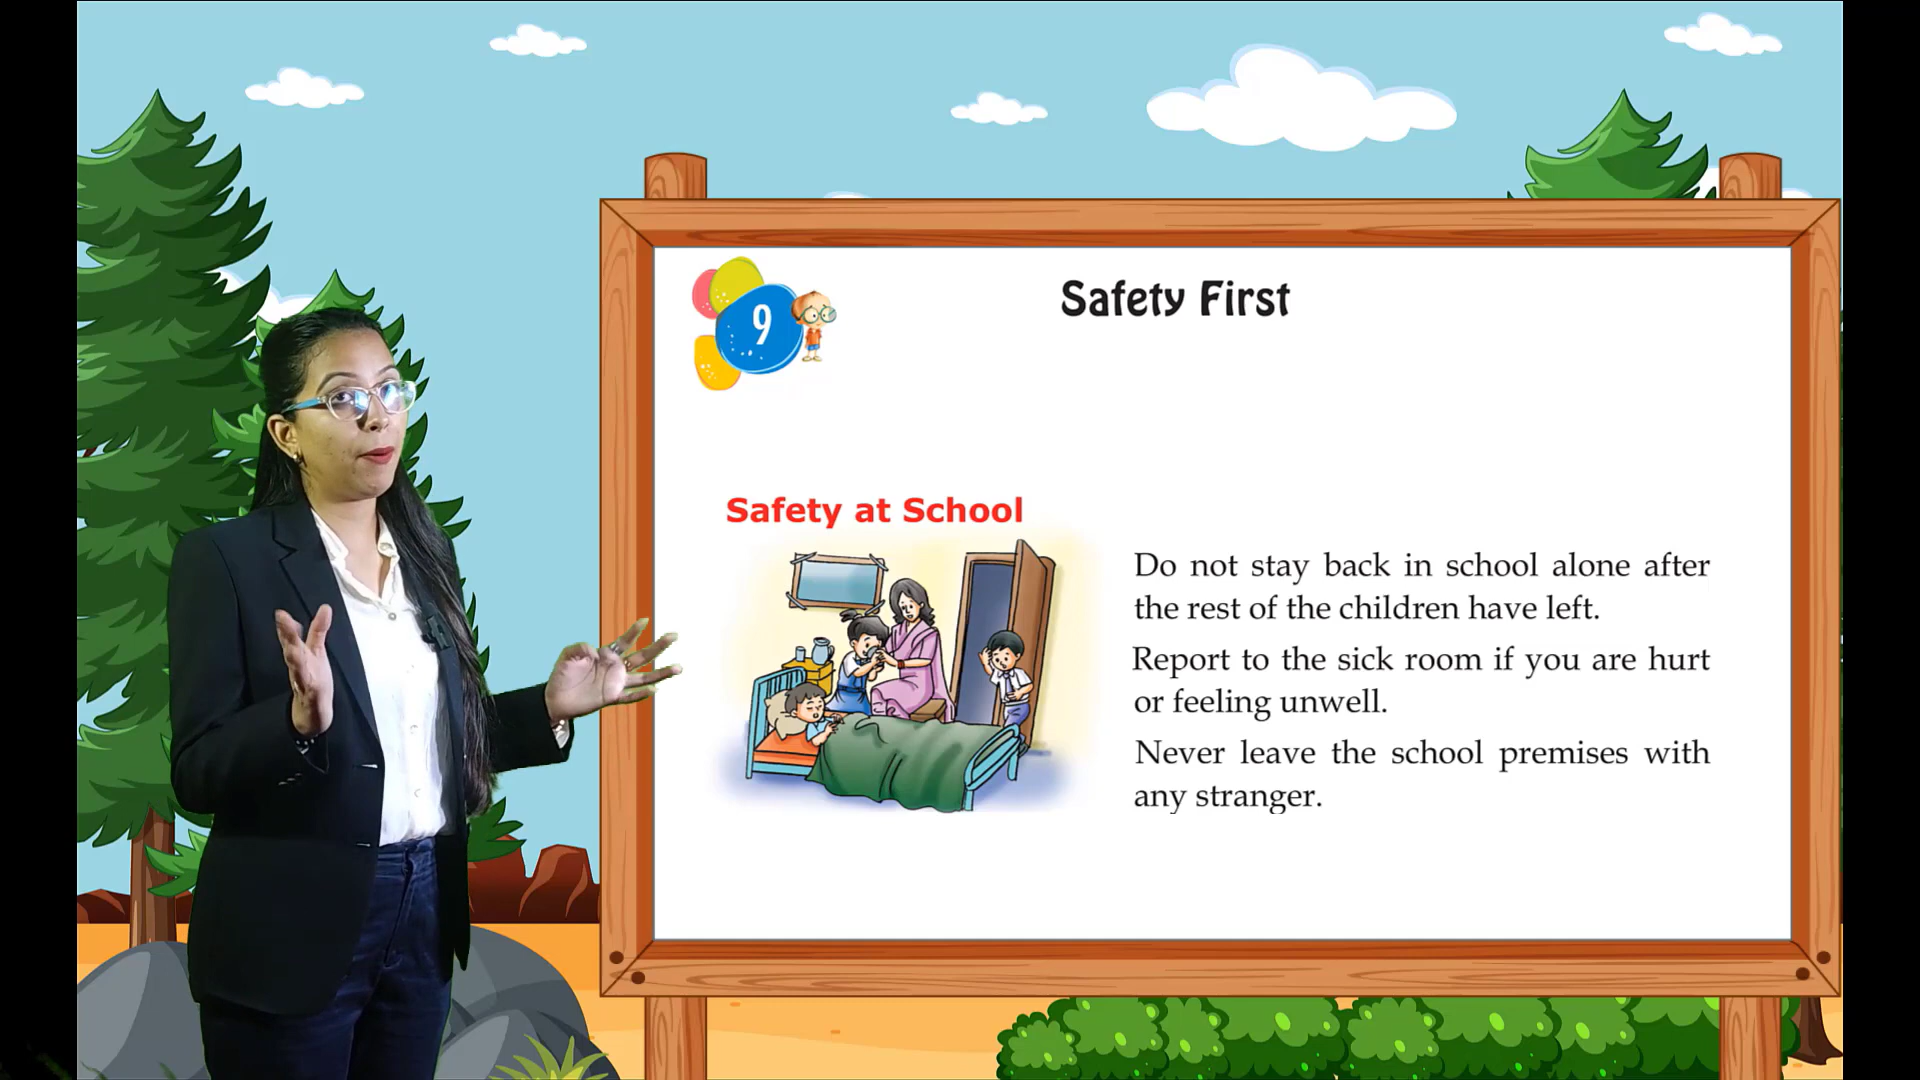 9
Safety First
Safety at School
Do not stay back in school alone after
the rest of the children have left.
Report to the sick room if you are hurt
or feeling unwell.
Never leave the school premises with
any stranger.